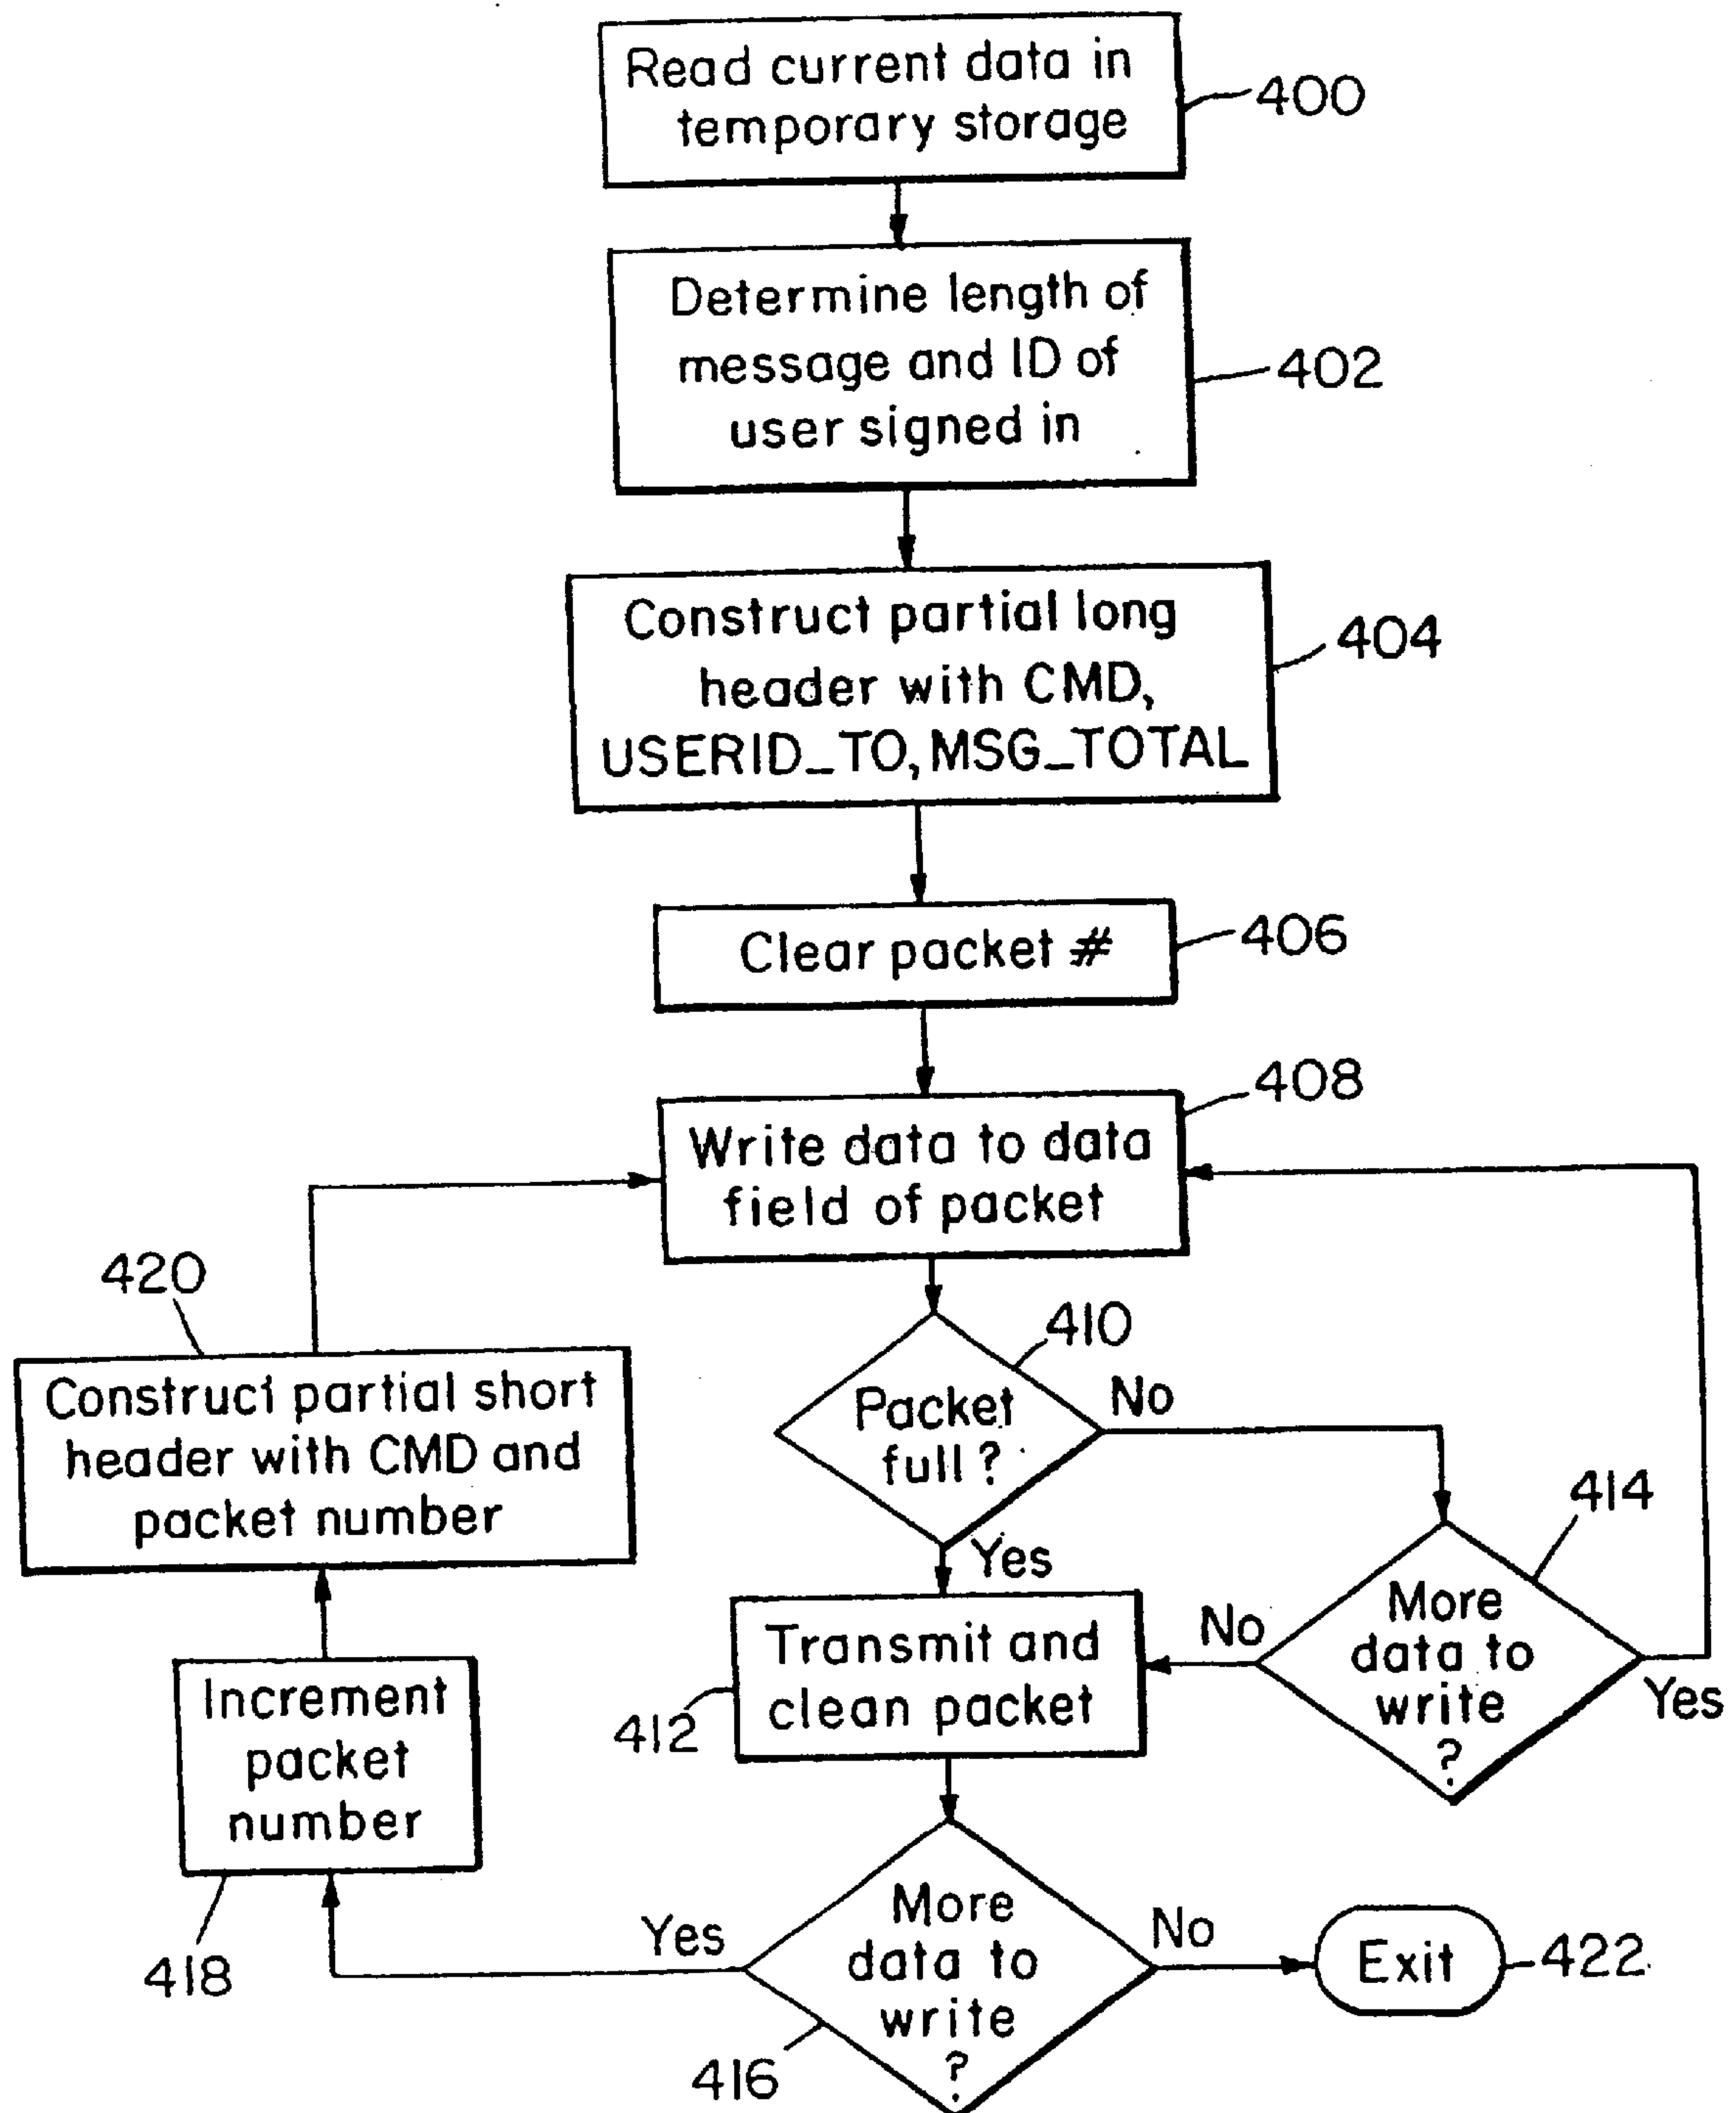 Read current data in
temporary storage
400
Determine length of
message and ID of
user signed in
402
Construct partial long
header with CMD,
USERID_TO, MSG_TOTAL
404
Clear packet #
406
Write data to data
field of packet
408
420
Construct partial short
header with CMD and
packet number
410
Packet
full ?
No
Yes
414
More
data to
write
?
No
Yes
Transmit and
clean packet
412
Increment
packet
number
418
More
data to
write
?
Yes
No
416
Exit
422